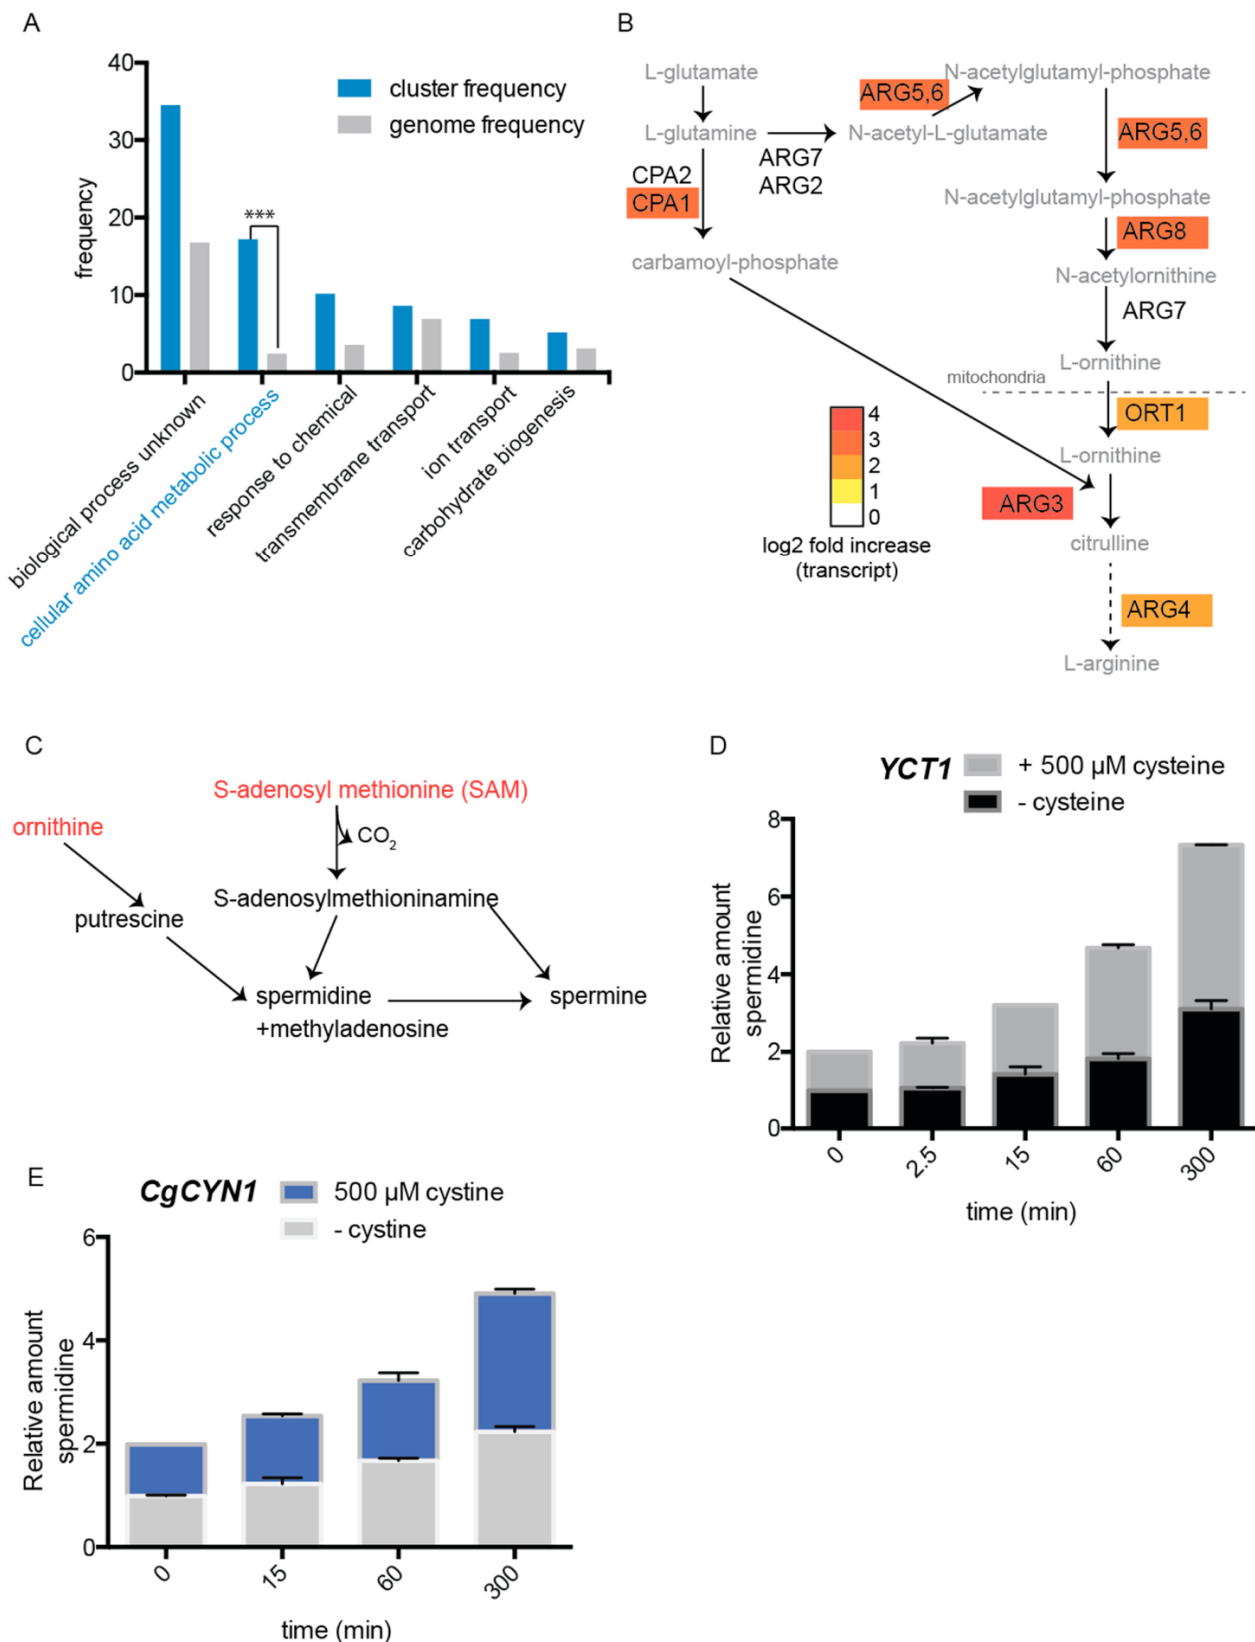 A
40
30
20
10
0
frequency
cluster frequency
genome frequency
***
biological process unknown
cellular amino acid metabolic process
response to chemical
transmembrane transport
ion transport
carbohydrate biogenesis
B
L-glutamate
N-acetylglutamyl-phosphate
ARG5,6
L-glutamine
N-acetyl-L-glutamate
ARG5,6
ARG7
ARG2
CPA2
CPA1
N-acetylglutamyl-phosphate
ARG8
carbamoyl-phosphate
N-acetylornithine
ARG7
L-ornithine
mitochondria
ORT1
4
3
2
1
0
log2 fold increase
(transcript)
L-ornithine
ARG3
citrulline
ARG4
L-arginine
C
S-adenosyl methionine (SAM)
ornithine
CO2
S-adenosylmethioninamine
putrescine
spermidine
+methyladenosine
spermine
D
YCT1
+ 500 µM cysteine
- cysteine
8
6
4
2
0
Relative amount
spermidine
0
2.5
15
60
300
time (min)
E
CgCYN1
500 µM cystine
- cystine
6
4
2
0
Relative amount
spermidine
0
15
60
300
time (min)